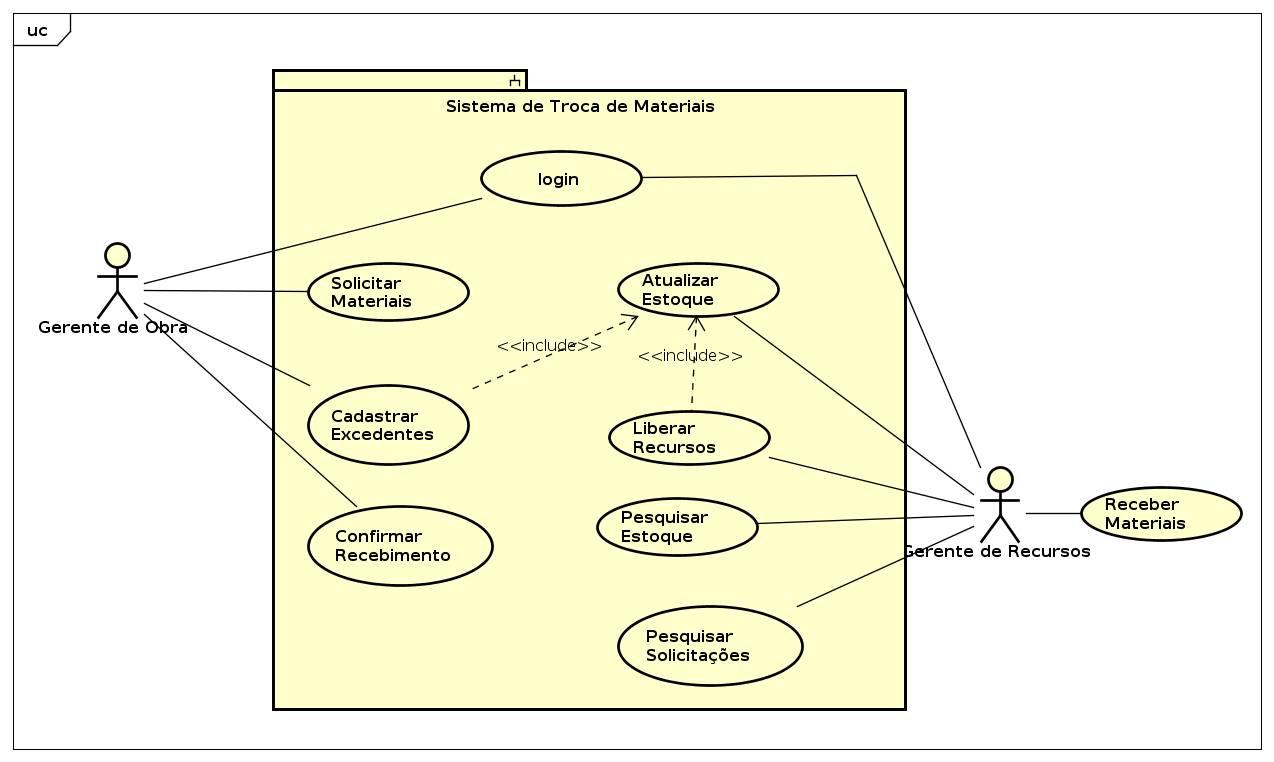 uc
Sistema de Troca de Materiais
login
Solicitar
Materiais
Atualizar
Estoque
Gerente de Obra
<<include>>
<<include>>
Cadastrar
Excedentes
Liberar
Recursos
Pesquisar
Estoque
Receber
Materiais
Confirmar
Recebimento
Gerente de Recursos
Pesquisar
Solicitações